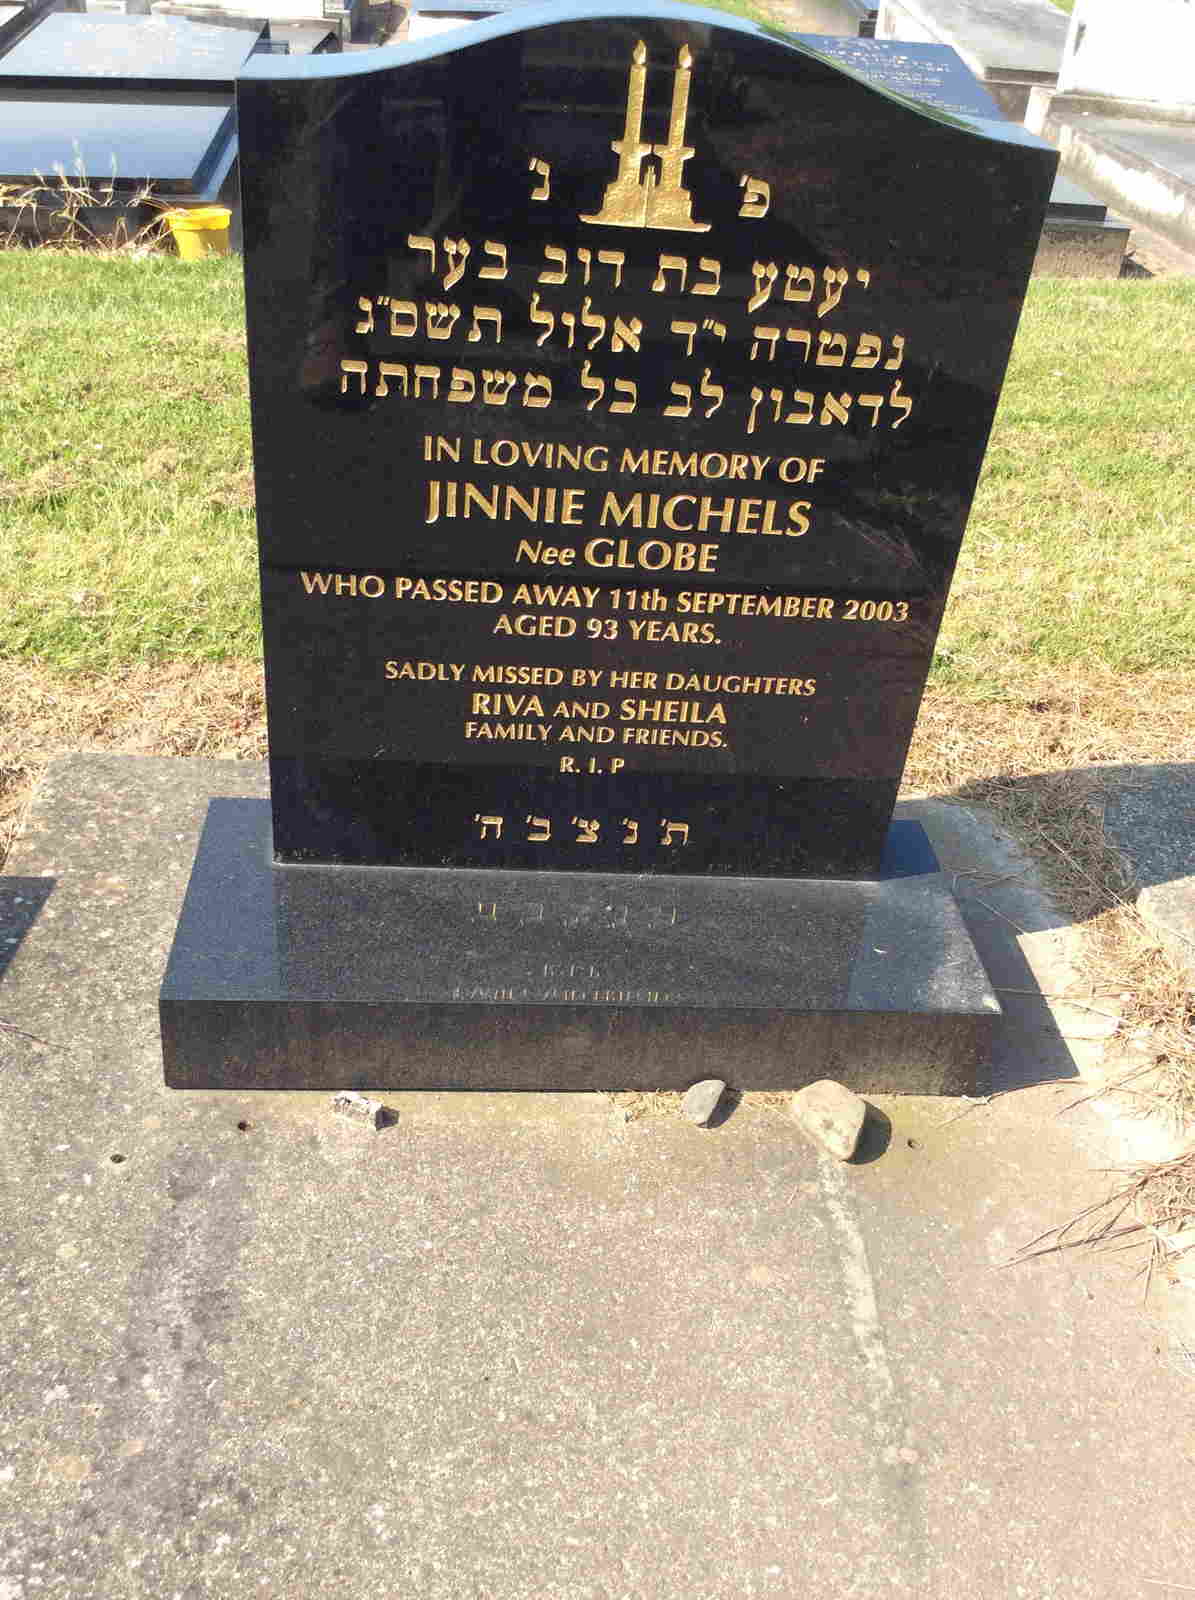 פ' נ'
יעטע בת דוב בער
נפטרה י"ד אלול תשס"ג
לדאבון לב כל משפחתה
IN LOVING MEMORY OF
JINNIE MICHELS
Nee GLOBE
WHO PASSED AWAY 11th SEPTEMBER 2003
AGED 93 YEARS.
SADLY MISSED BY HER DAUGHTERS
RIVA AND SHEILA
FAMILY AND FRIENDS.
R. I. P
ת' נ' צ' ב' ה'